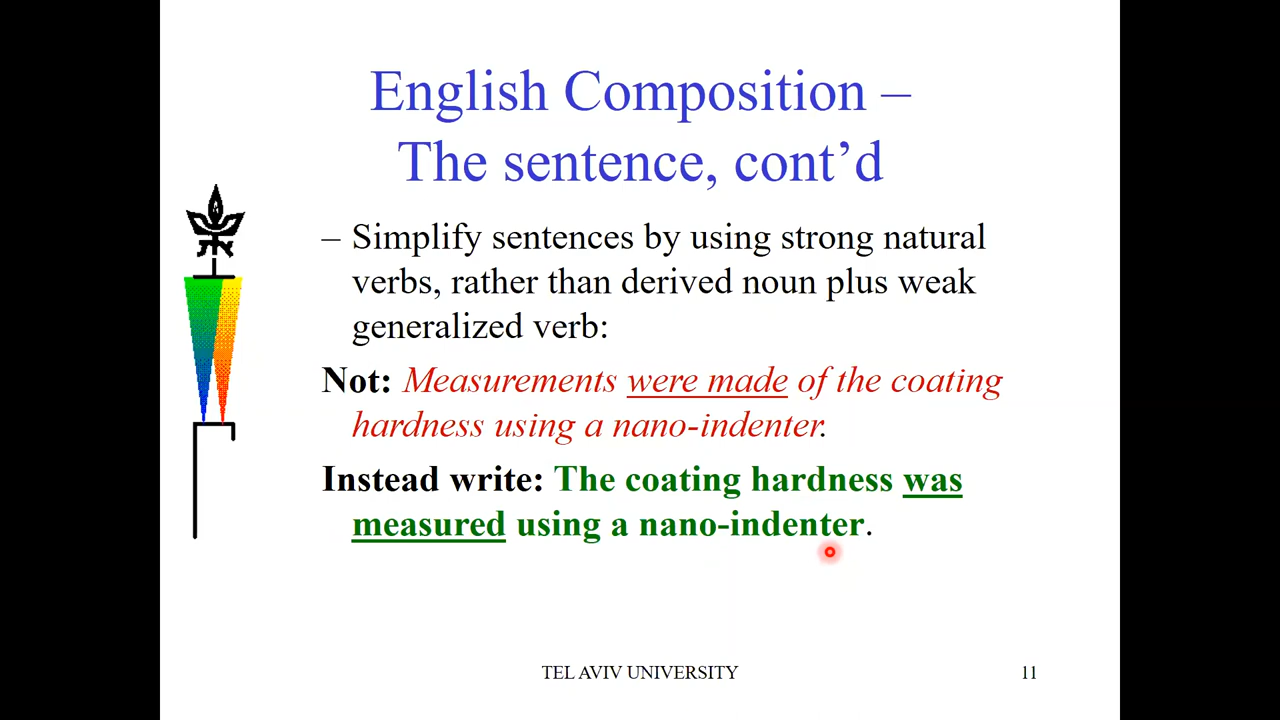 English Composition –
The sentence, cont’d
– Simplify sentences by using strong natural
verbs, rather than derived noun plus weak
generalized verb:
Not: Measurements were made of the coating
hardness using a nano-indenter.
Instead write: The coating hardness was
measured using a nano-indenter.
TEL AVIV UNIVERSITY
11